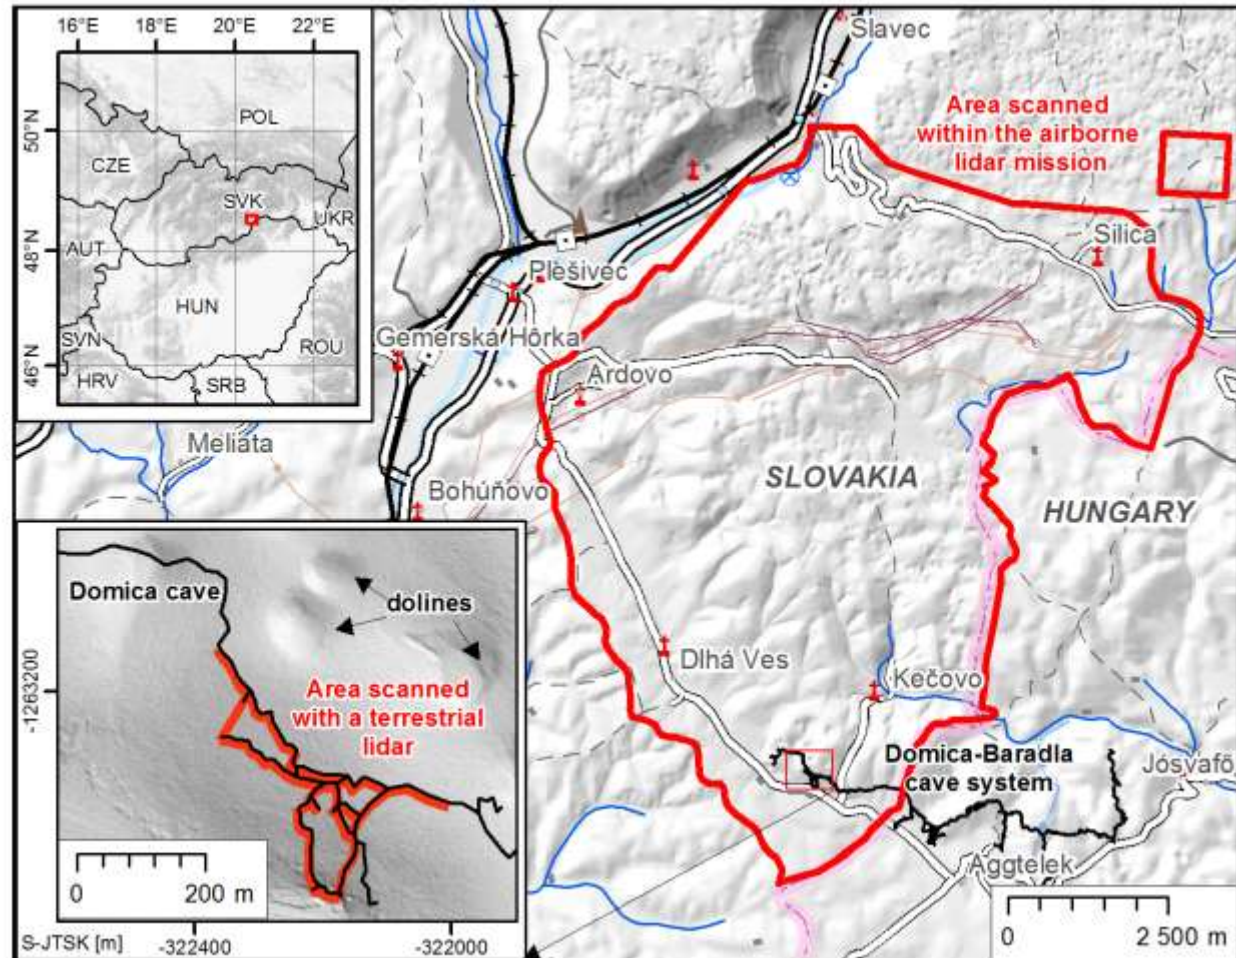 16°E
18°E
20°E
22°E
50°N
48°N
46°N
POL
CZE
SVK
UKR
AUT
HUN
SVN
ROU
HRV
SRB
Slavec
Area scanned
within the airborne
lidar mission
Silica
Plešivec
Gemerská Hôrka
Ardovo
Meliata
Bohúňovo
SLOVAKIA
HUNGARY
Dlhá Ves
Kečovo
Domica-Baradla
cave system
Jósvafő
Aggtelek
0
2 500 m
Domica cave
dolines
Area scanned
with a terrestrial
lidar
-1263200
0
200 m
S-JTSK [m]
-322400
-322000